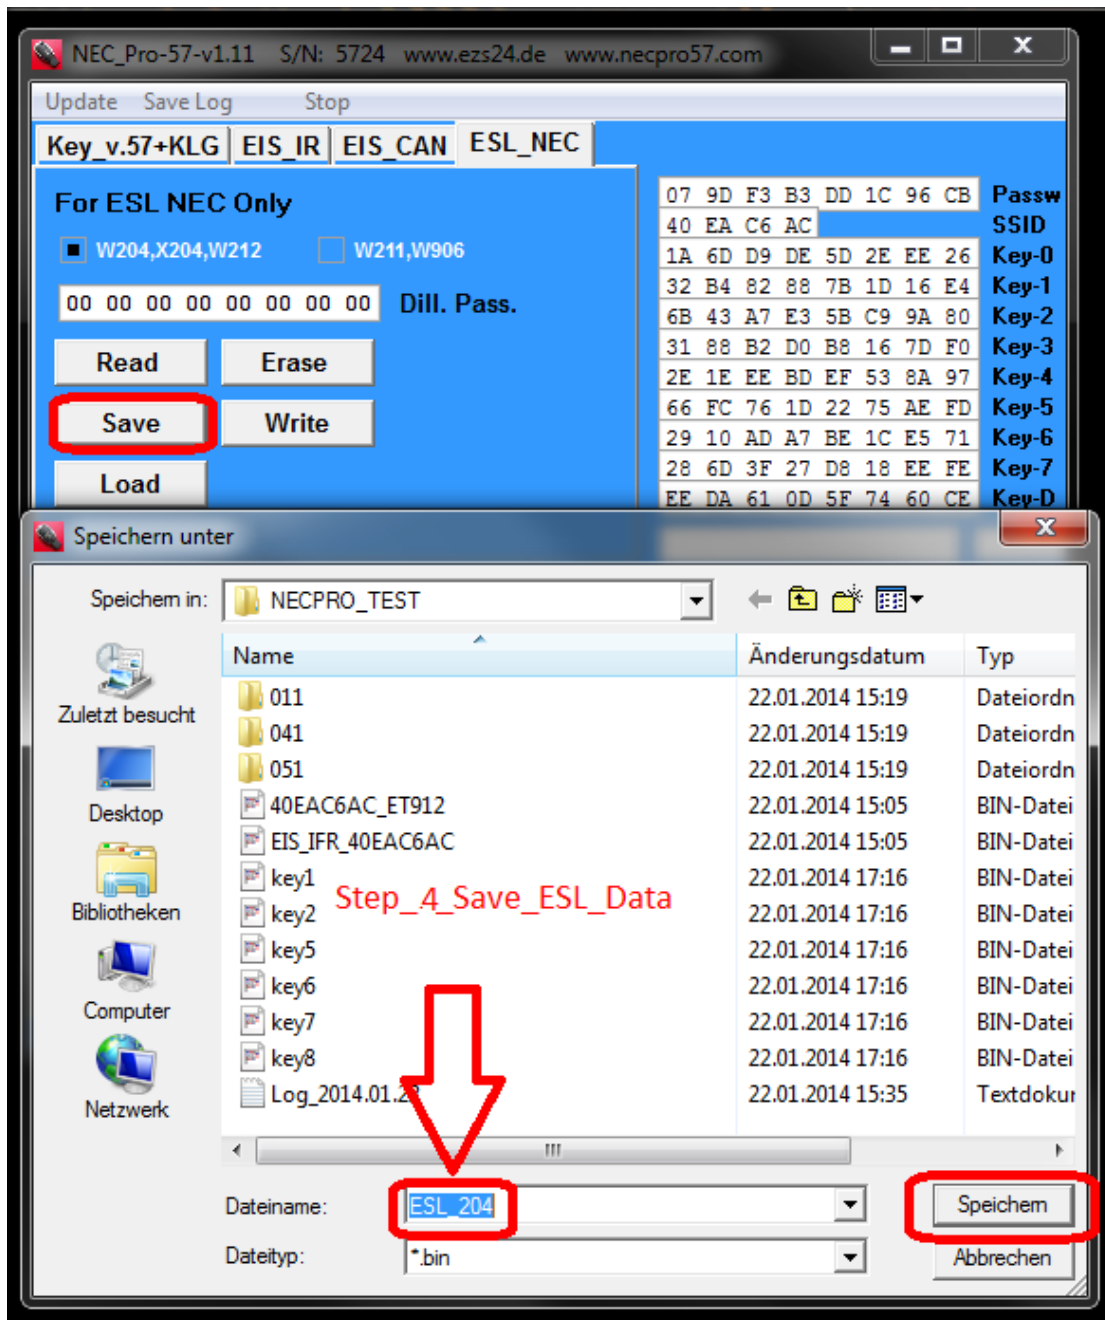 NEC_Pro-57-v1.11 S/N: 5724 www.ezs24.de www.necpro57.com
Update Save Log Stop
Key_v.57+KLG EIS_IR EIS_CAN ESL_NEC
For ESL NEC Only
W204,X204,W212 W211,W906
00 00 00 00 00 00 00 00 Dill. Pass.
Read Erase
Save Write
Load
07 9D F3 B3 DD 1C 96 CB Passw
40 EA C6 AC SSID
1A 6D D9 DE 5D 2E EE 26 Key-0
32 B4 82 88 7B 1D 16 E4 Key-1
6B 43 A7 E3 5B C9 9A 80 Key-2
31 88 B2 D0 B8 16 7D F0 Key-3
2E 1E EE BD EF 53 8A 97 Key-4
66 FC 76 1D 22 75 AE FD Key-5
29 10 AD A7 BE 1C E5 71 Key-6
28 6D 3F 27 D8 18 EE FE Key-7
EE DA 61 0D 5F 74 60 CE Key-D
Speichern unter
Speichern in: NECPRO_TEST
Zuletzt besucht
Desktop
Bibliotheken
Computer
Netzwerk
Name Änderungsdatum Typ
011 22.01.2014 15:19 Dateiordn
041 22.01.2014 15:19 Dateiordn
051 22.01.2014 15:19 Dateiordn
40EAC6AC_ET912 22.01.2014 15:05 BIN-Datei
EIS_IFR_40EAC6AC 22.01.2014 15:05 BIN-Datei
key1 22.01.2014 17:16 BIN-Datei
key2 22.01.2014 17:16 BIN-Datei
key5 22.01.2014 17:16 BIN-Datei
key6 22.01.2014 17:16 BIN-Datei
key7 22.01.2014 17:16 BIN-Datei
key8 22.01.2014 17:16 BIN-Datei
Log_2014.01.2 22.01.2014 15:35 Textdokur
Step_4_Save_ESL_Data
Dateiname: ESL_204 Speichern
Dateityp: *.bin Abbrechen